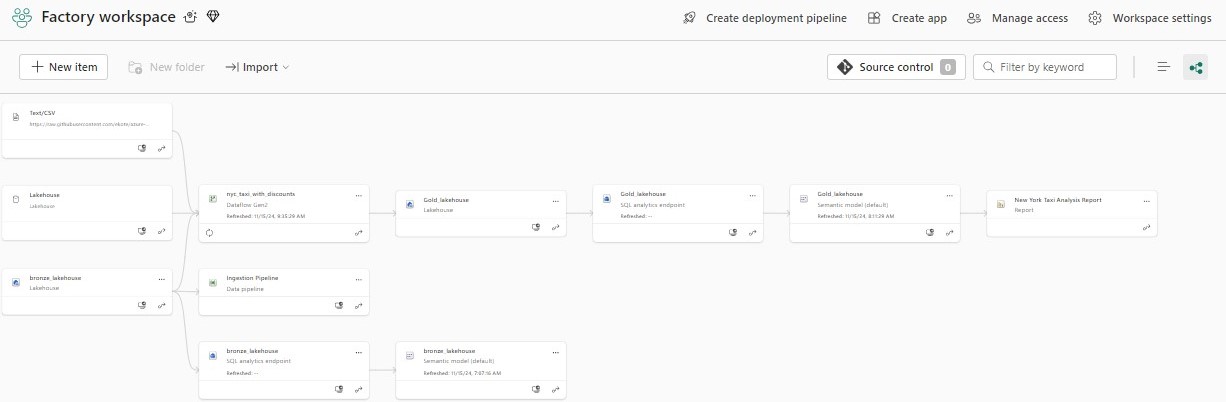 Factory workspace
Create deployment pipeline
Create app
Manage access
Workspace settings
New item
New folder
Import
Source control
0
Filter by keyword
Text/CSV
https://raw.githubusercontent.com/ekote/azure-...
Lakehouse
Lakehouse
bronze_lakehouse
Lakehouse
nyc_taxi_with_discounts
Dataflow Gen2
Refreshed: 11/15/24, 9:35:29 AM
Ingestion Pipeline
Data pipeline
bronze_lakehouse
SQL analytics endpoint
Refreshed: --
Gold_lakehouse
Lakehouse
bronze_lakehouse
Semantic model (default)
Refreshed: 11/15/24, 7:07:16 AM
Gold_lakehouse
SQL analytics endpoint
Refreshed: --
Gold_lakehouse
Semantic model (default)
Refreshed: 11/15/24, 8:11:29 AM
New York Taxi Analysis Report
Report